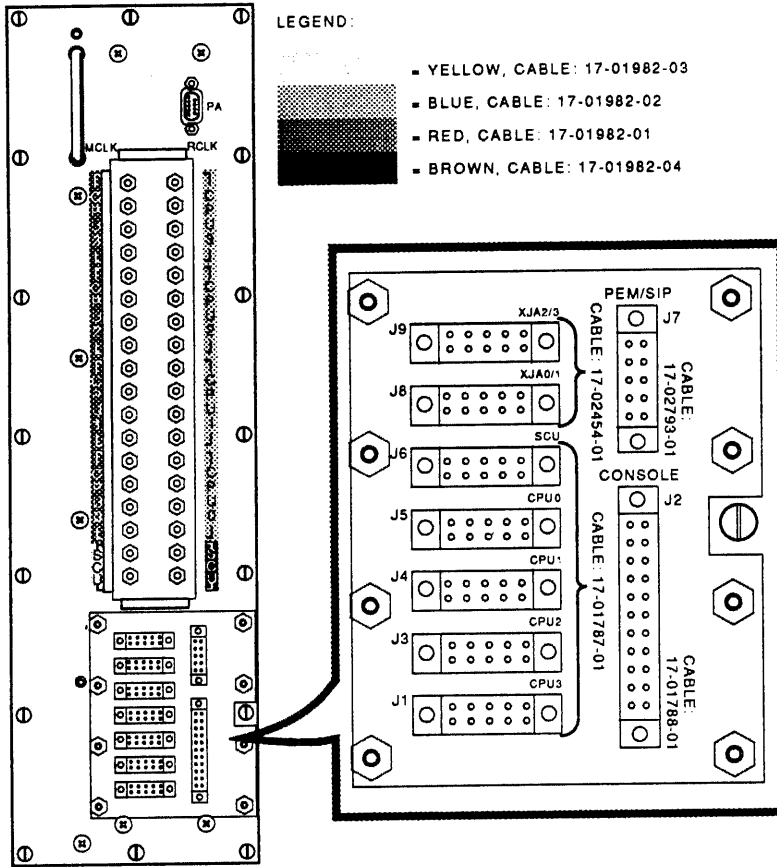 LEGEND:
= YELLOW, CABLE: 17-01982-03
= BLUE, CABLE: 17-01982-02
= RED, CABLE: 17-01982-01
= BROWN, CABLE: 17-01982-04
PA
MCLK
RCLK
PEM/SIP
J7
CABLE: 17-02793-01
XJA2/3
J9
XJA0/1
J8
CABLE: 17-02454-01
SCU
J6
CONSOLE
J2
CPU0
J5
CPU1
J4
CABLE: 17-01787-01
CPU2
J3
CPU3
J1
CABLE: 17-01788-01